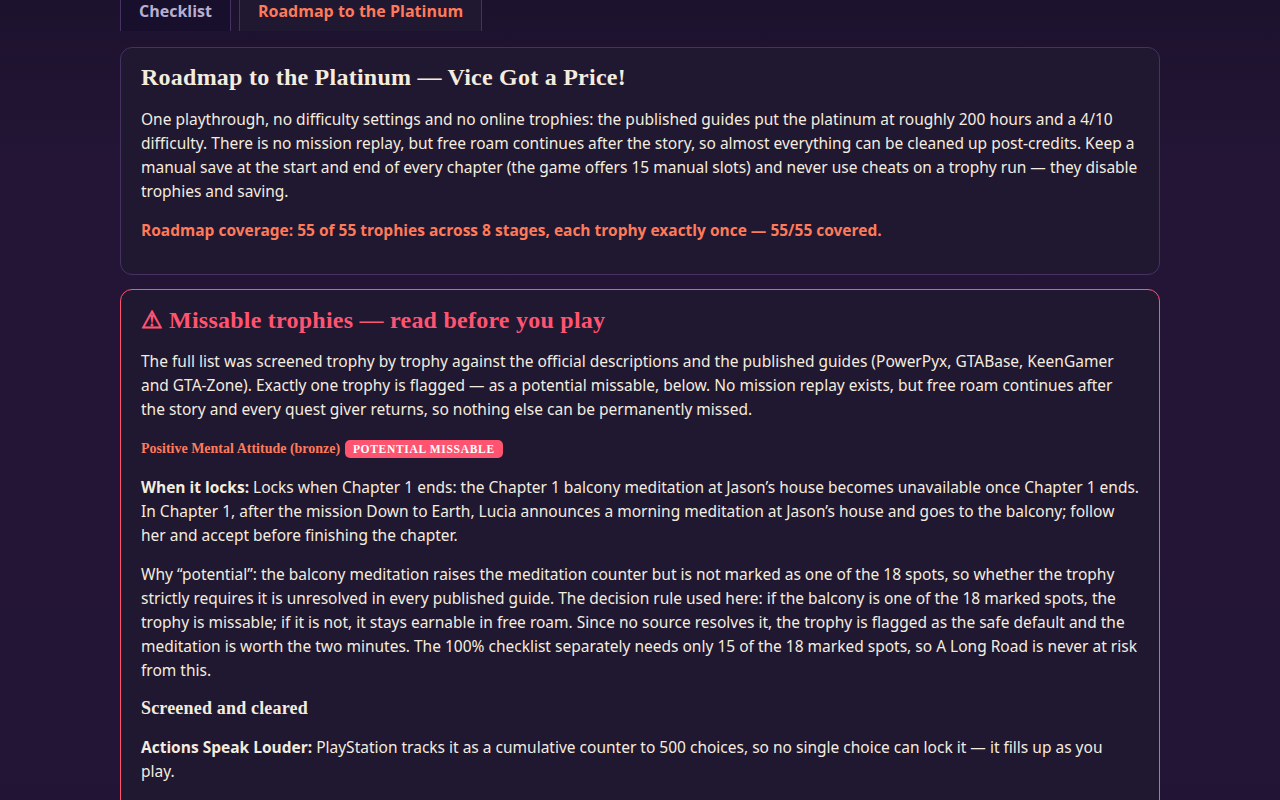 Checklist
Roadmap to the Platinum
Roadmap to the Platinum — Vice Got a Price!
One playthrough, no difficulty settings and no online trophies: the published guides put the platinum at roughly 200 hours and a 4/10
difficulty. There is no mission replay, but free roam continues after the story, so almost everything can be cleaned up post-credits. Keep a
manual save at the start and end of every chapter (the game offers 15 manual slots) and never use cheats on a trophy run — they disable
trophies and saving.
Roadmap coverage: 55 of 55 trophies across 8 stages, each trophy exactly once — 55/55 covered.
⚠ Missable trophies — read before you play
The full list was screened trophy by trophy against the official descriptions and the published guides (PowerPyx, GTABase, KeenGamer
and GTA-Zone). Exactly one trophy is flagged — as a potential missable, below. No mission replay exists, but free roam continues after
the story and every quest giver returns, so nothing else can be permanently missed.
Positive Mental Attitude (bronze) POTENTIAL MISSABLE
When it locks: Locks when Chapter 1 ends: the Chapter 1 balcony meditation at Jason’s house becomes unavailable once Chapter 1 ends.
In Chapter 1, after the mission Down to Earth, Lucia announces a morning meditation at Jason’s house and goes to the balcony; follow
her and accept before finishing the chapter.
Why “potential”: the balcony meditation raises the meditation counter but is not marked as one of the 18 spots, so whether the trophy
strictly requires it is unresolved in every published guide. The decision rule used here: if the balcony is one of the 18 marked spots, the
trophy is missable; if it is not, it stays earnable in free roam. Since no source resolves it, the trophy is flagged as the safe default and the
meditation is worth the two minutes. The 100% checklist separately needs only 15 of the 18 marked spots, so A Long Road is never at risk
from this.
Screened and cleared
Actions Speak Louder: PlayStation tracks it as a cumulative counter to 500 choices, so no single choice can lock it — it fills up as you
play.